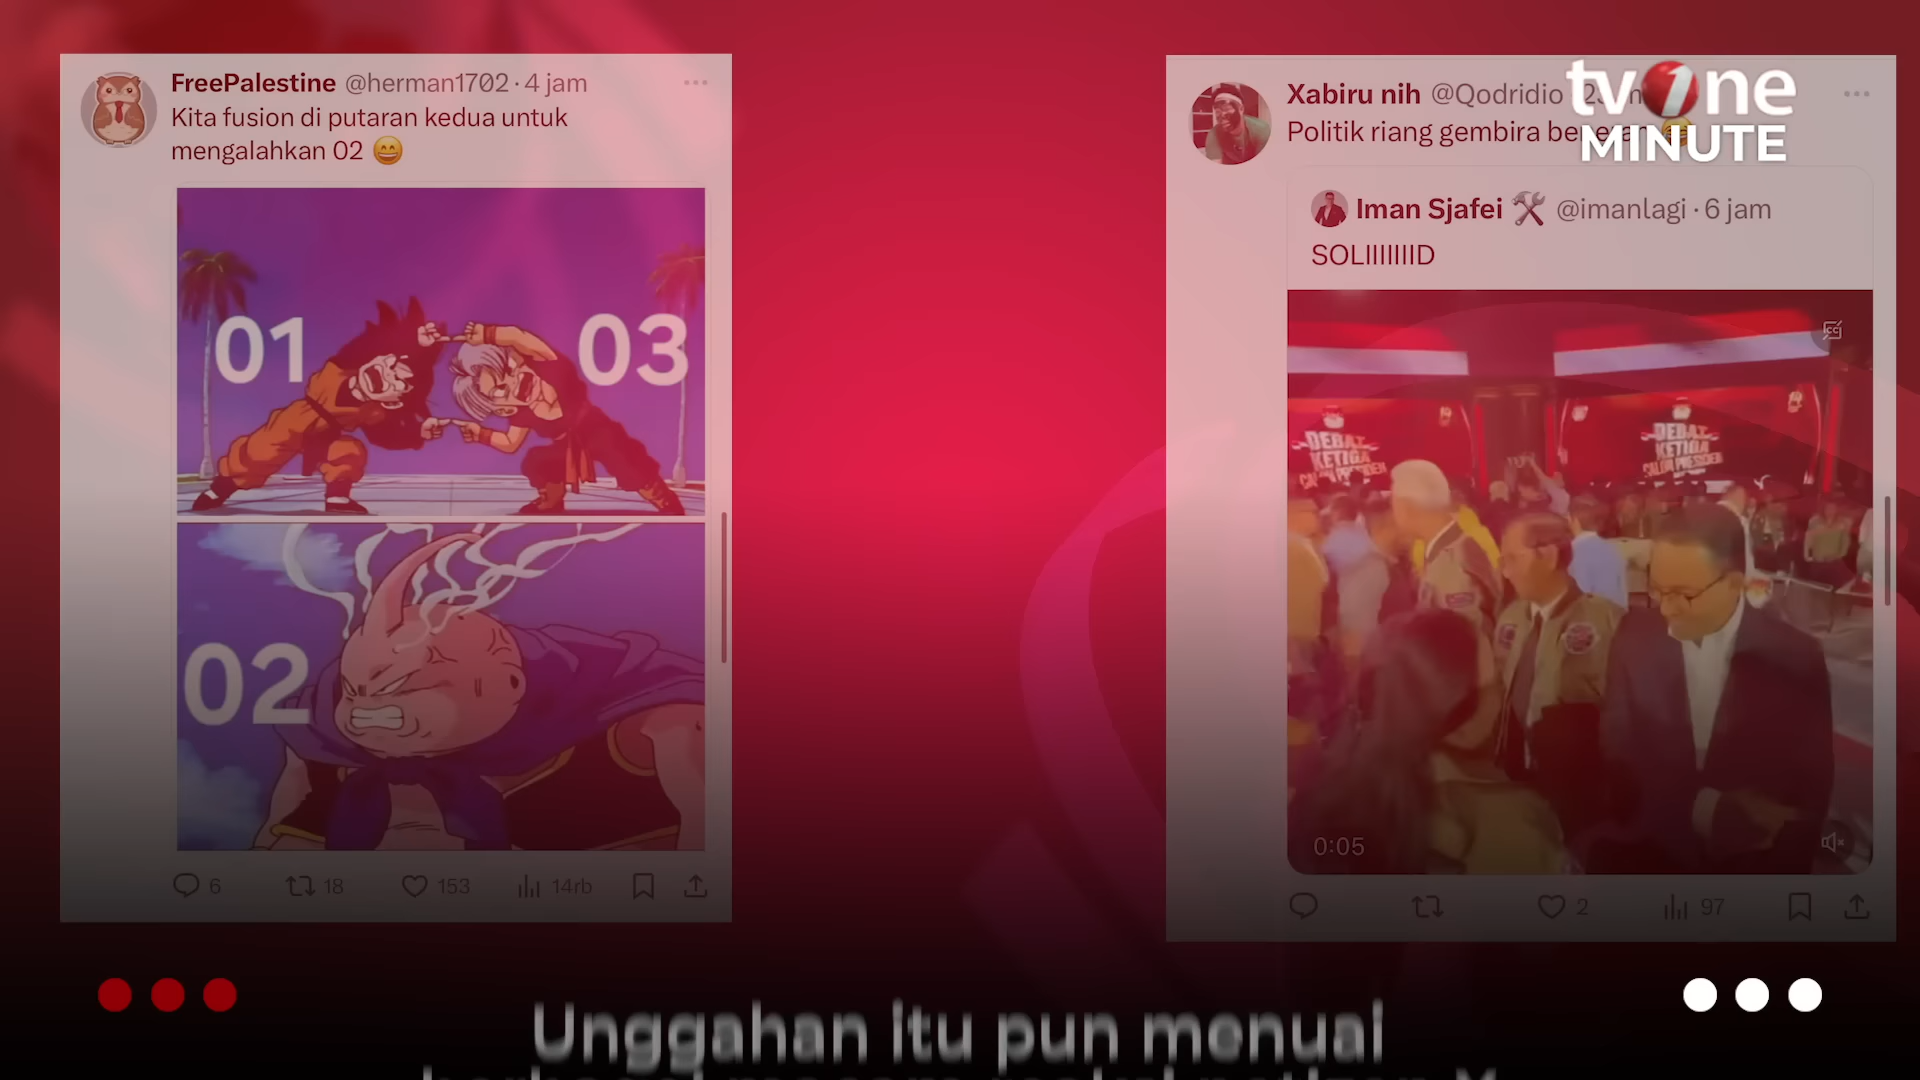 FreePalestine @herman1702 · 4 jam
Kita fusion di putaran kedua untuk
mengalahkan 02 😄
01
03
02
6 18 153 14rb
tvOne
MINUTE
Xabiru nih @Qodridio
Politik riang gembira
Iman Sjafei @imanlagi · 6 jam
SOLIIIIIIID
DEBAT
KETIGA
CALON PRESIDEN
DEBAT
KETIGA
CALON PRESIDEN
0:05
2 97
Unggahan itu pun menuai